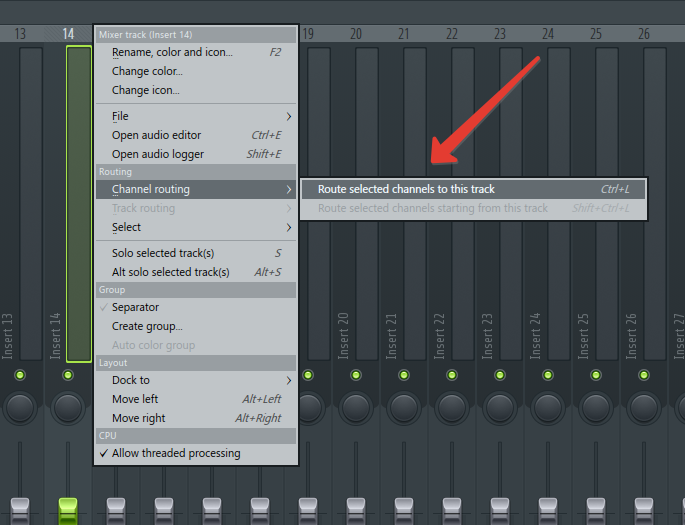 13
14
Mixer track (Insert 14)
19
20
21
22
23
24
25
26
Rename, color and icon... F2
Change color...
Change icon...
File
Open audio editor Ctrl+E
Open audio logger Shift+E
Routing
Channel routing
Route selected channels to this track Ctrl+L
Track routing
Route selected channels starting from this track Shift+Ctrl+L
Select
Solo selected track(s) S
Alt solo selected track(s) Alt+S
Group
Separator
Create group...
Auto color group
Layout
Dock to
Move left Alt+Left
Move right Alt+Right
CPU
Allow threaded processing
Insert 13
Insert 14
Insert 20
Insert 21
Insert 22
Insert 23
Insert 24
Insert 25
Insert 26
Insert 27